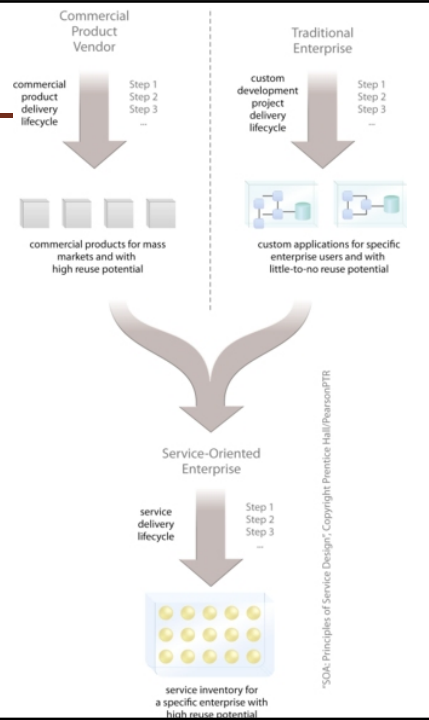 Commercial
Product
Vendor
commercial
product
delivery
lifecycle
Step 1
Step 2
Step 3
...
commercial products for mass
markets and with
high reuse potential
Traditional
Enterprise
custom
development
project
delivery
lifecycle
Step 1
Step 2
Step 3
...
custom applications for specific
enterprise users and with
little-to-no reuse potential
Service-Oriented
Enterprise
service
delivery
lifecycle
Step 1
Step 2
Step 3
...
service inventory for
a specific enterprise with
high reuse potential
"SOA: Principles of Service Design", Copyright Prentice Hall/PearsonPTR